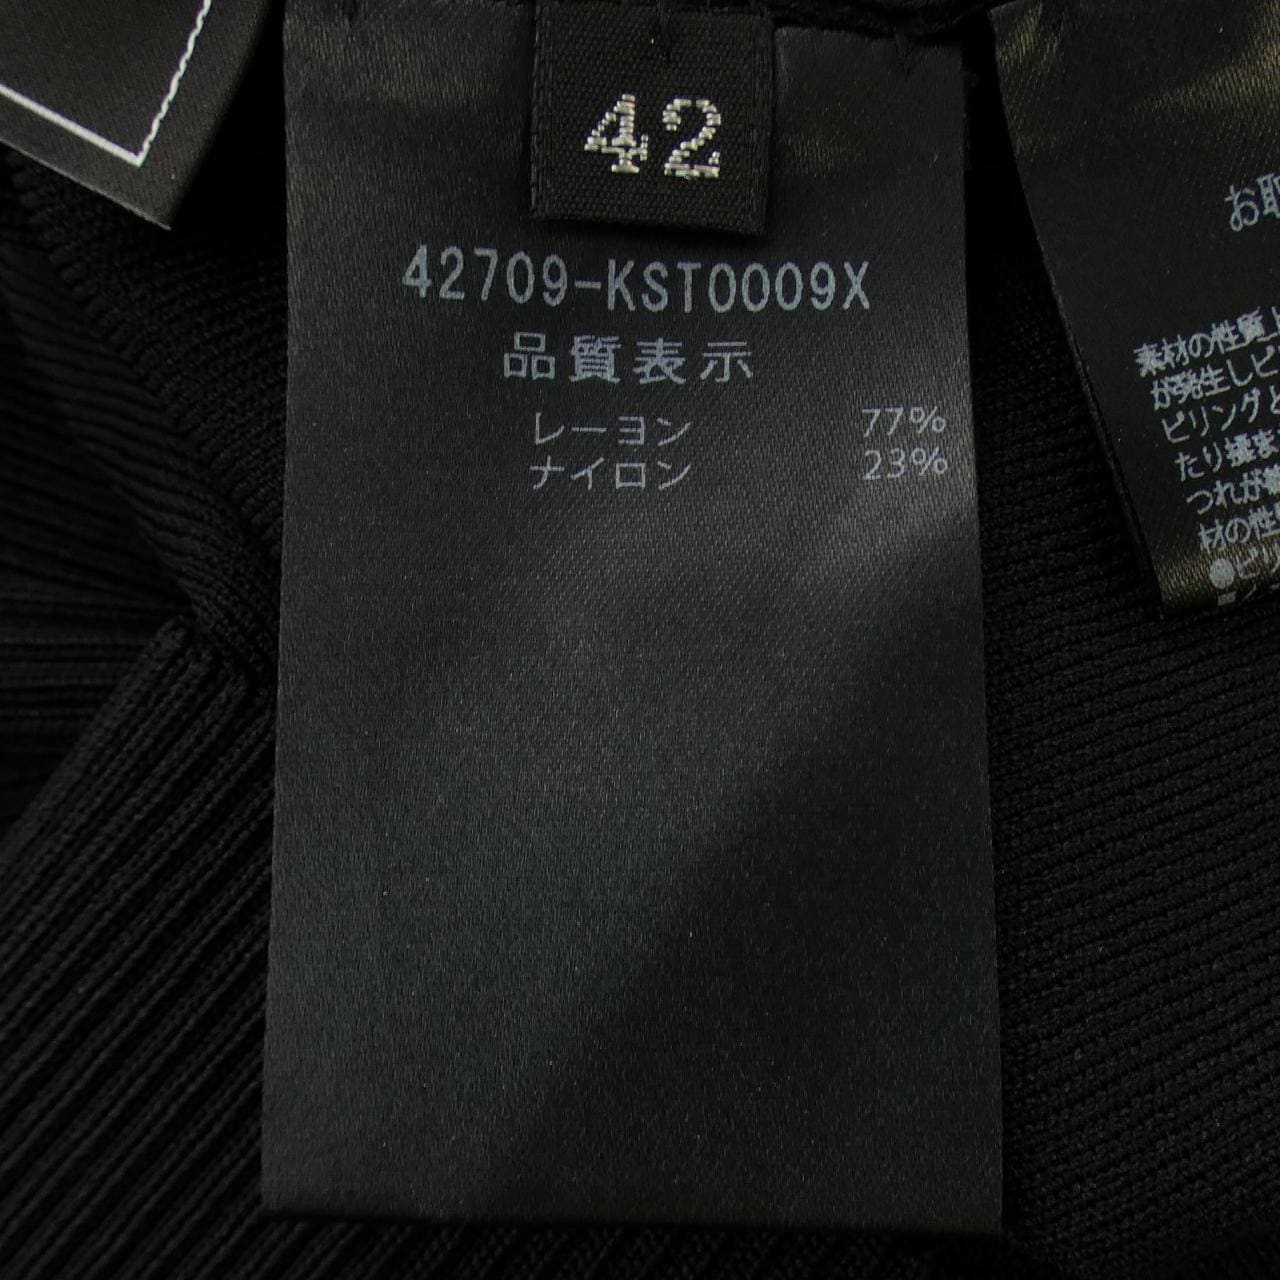 42
42709-KST0009X
品質表示
レーヨン 77%
ナイロン 23%
お取
素材の性質
が発生しピ
ピリングと
たり揉ま
つれが
材の性